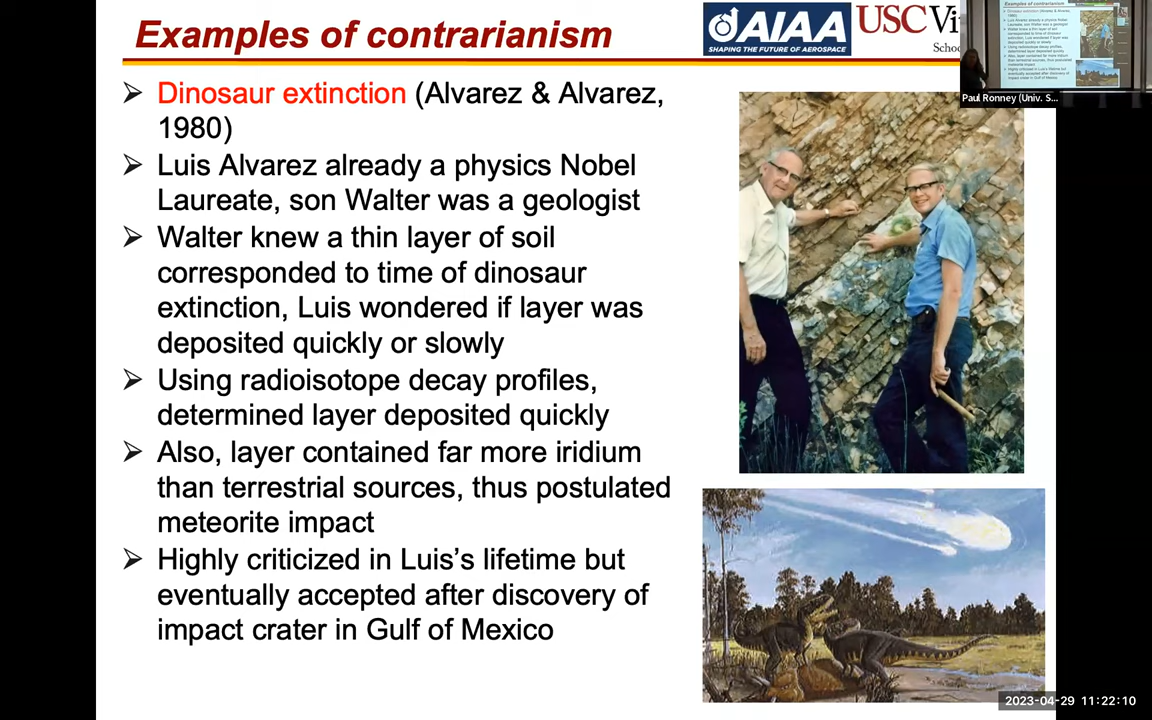 Examples of contrarianism
AIAA
SHAPING THE FUTURE OF AEROSPACE
USC Vi
School
Examples of contrarianism
Paul Ronney (Univ. S...
➢ Dinosaur extinction (Alvarez & Alvarez,
1980)
➢ Luis Alvarez already a physics Nobel
Laureate, son Walter was a geologist
➢ Walter knew a thin layer of soil
corresponded to time of dinosaur
extinction, Luis wondered if layer was
deposited quickly or slowly
➢ Using radioisotope decay profiles,
determined layer deposited quickly
➢ Also, layer contained far more iridium
than terrestrial sources, thus postulated
meteorite impact
➢ Highly criticized in Luis’s lifetime but
eventually accepted after discovery of
impact crater in Gulf of Mexico
2023-04-29 11:22:10